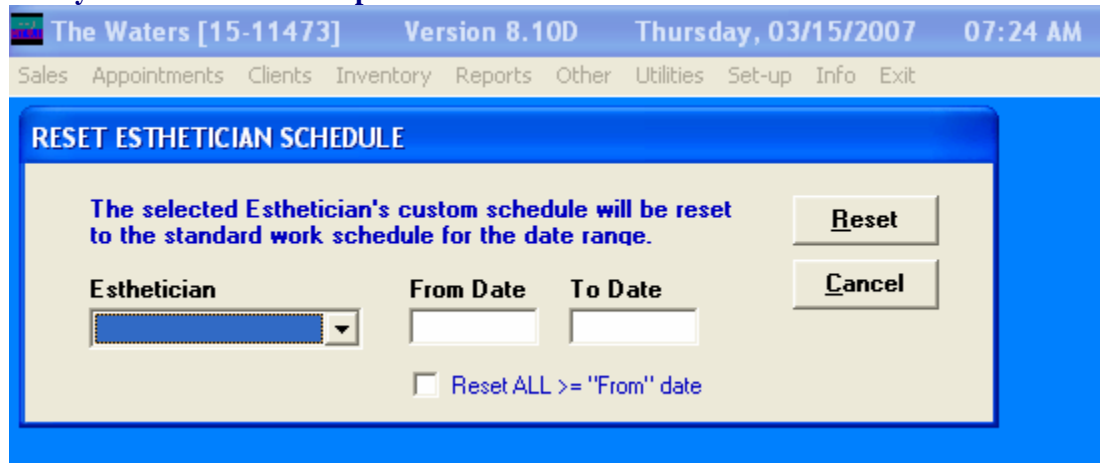 The Waters [15-11473] Version 8.10D Thursday, 03/15/2007 07:24 AM
Sales Appointments Clients Inventory Reports Other Utilities Set-up Info Exit
RESET ESTHETICIAN SCHEDULE
The selected Esthetician's custom schedule will be reset
to the standard work schedule for the date range.
Reset
Cancel
Esthetician From Date To Date
Reset ALL >= "From" date